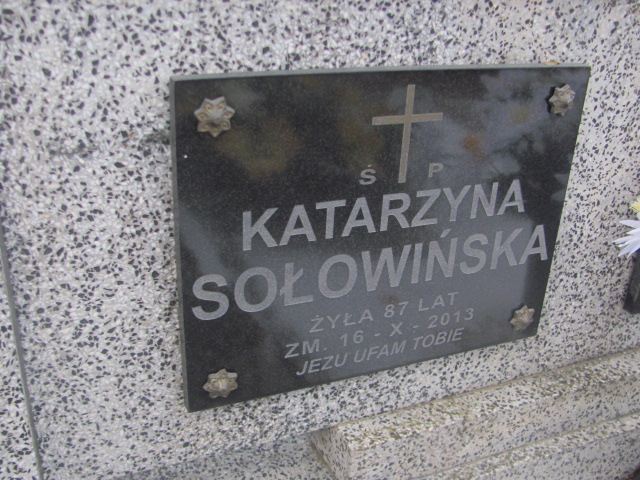 Ś P
KATARZYNA
SOŁOWIŃSKA
ŻYŁA 87 LAT
ZM. 16 - X - 2013
JEZU UFAM TOBIE